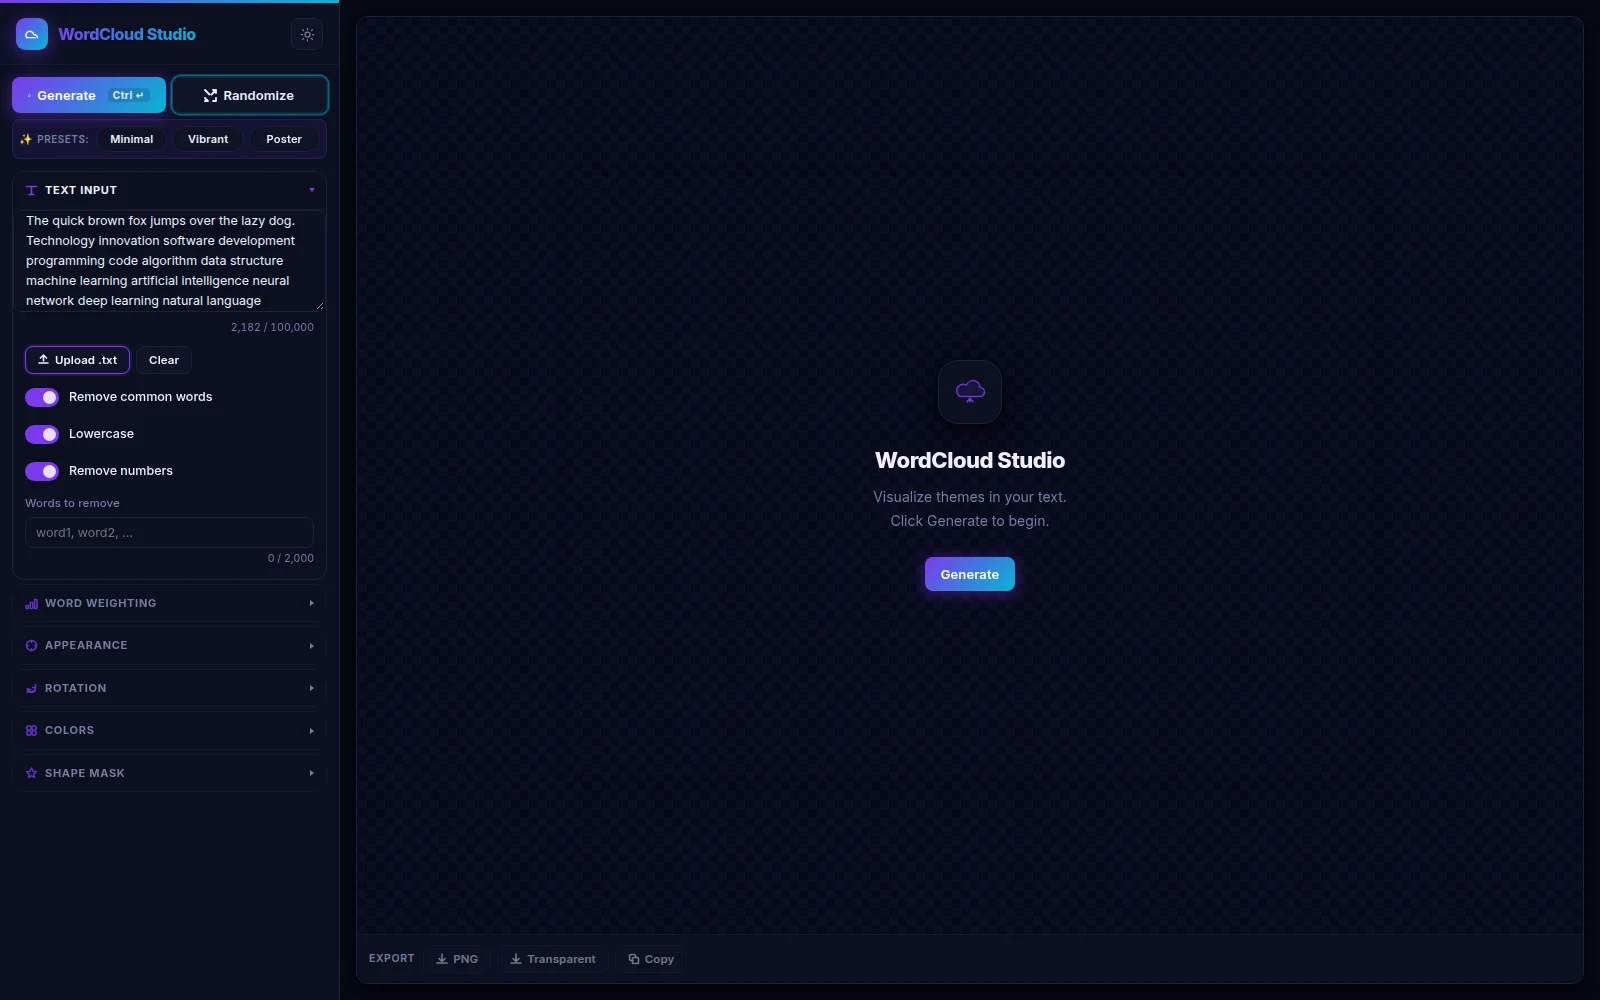 WordCloud Studio
Generate Ctrl ↵
Randomize
✨ PRESETS: Minimal Vibrant Poster
TEXT INPUT
The quick brown fox jumps over the lazy dog.
Technology innovation software development
programming code algorithm data structure
machine learning artificial intelligence neural
network deep learning natural language
2,182 / 100,000
Upload .txt Clear
Remove common words
Lowercase
Remove numbers
Words to remove
word1, word2, ...
0 / 2,000
WORD WEIGHTING
APPEARANCE
ROTATION
COLORS
SHAPE MASK
WordCloud Studio
Visualize themes in your text.
Click Generate to begin.
Generate
EXPORT PNG Transparent Copy